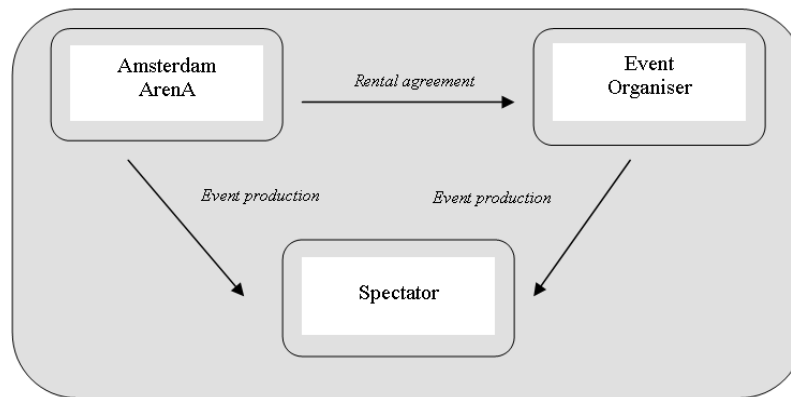 Amsterdam
ArenA
Rental agreement
Event
Organiser
Event production
Event production
Spectator